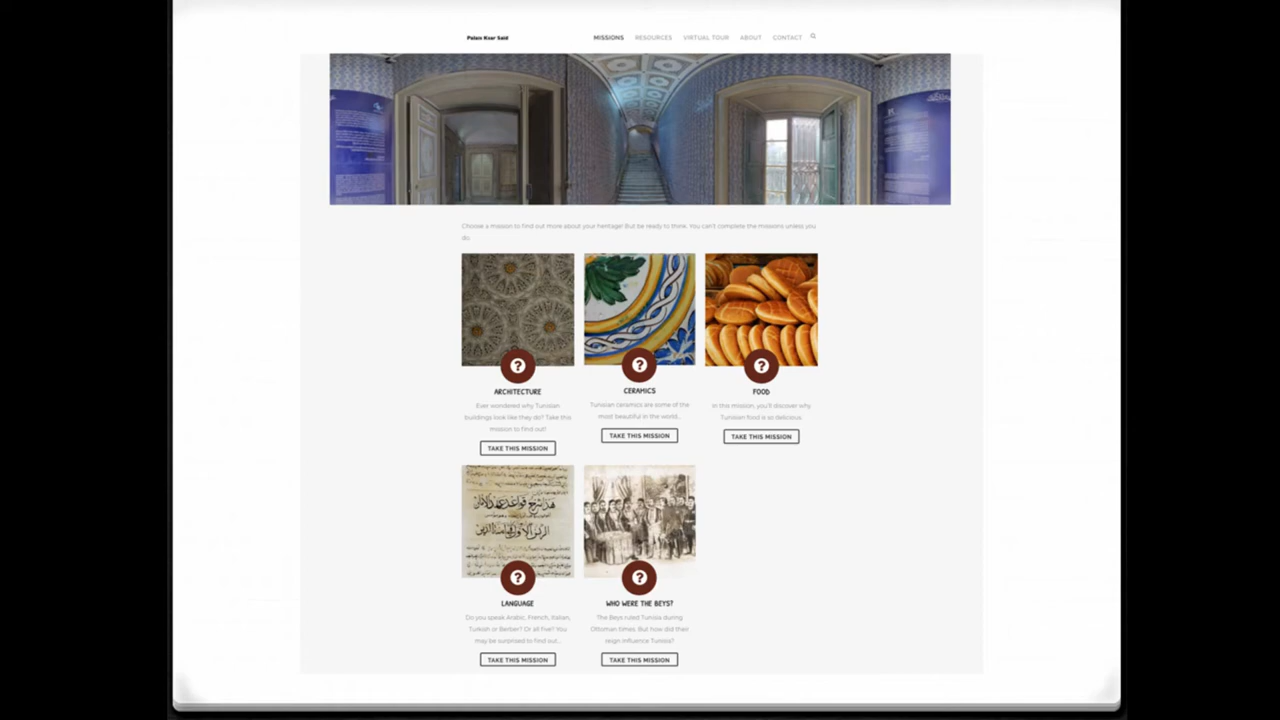 Palais Ksar Said
MISSIONS RESOURCES VIRTUAL TOUR ABOUT CONTACT
Choose a mission to find out more about your heritage! But be ready to think. You can't complete the missions unless you
do.
ARCHITECTURE
Ever wondered why Tunisian
buildings look like they do? Take this
mission to find out!
TAKE THIS MISSION
CERAMICS
Tunisian ceramics are some of the
most beautiful in the world...
TAKE THIS MISSION
FOOD
In this mission, you'll discover why
Tunisian food is so delicious.
TAKE THIS MISSION
LANGUAGE
Do you speak Arabic, French, Italian,
Turkish or Berber? Or all Five? You
may be surprised to find out...
TAKE THIS MISSION
WHO WERE THE BEYS?
The Beys ruled Tunisia during
Ottoman times. But how did their
reign influence Tunisia?
TAKE THIS MISSION